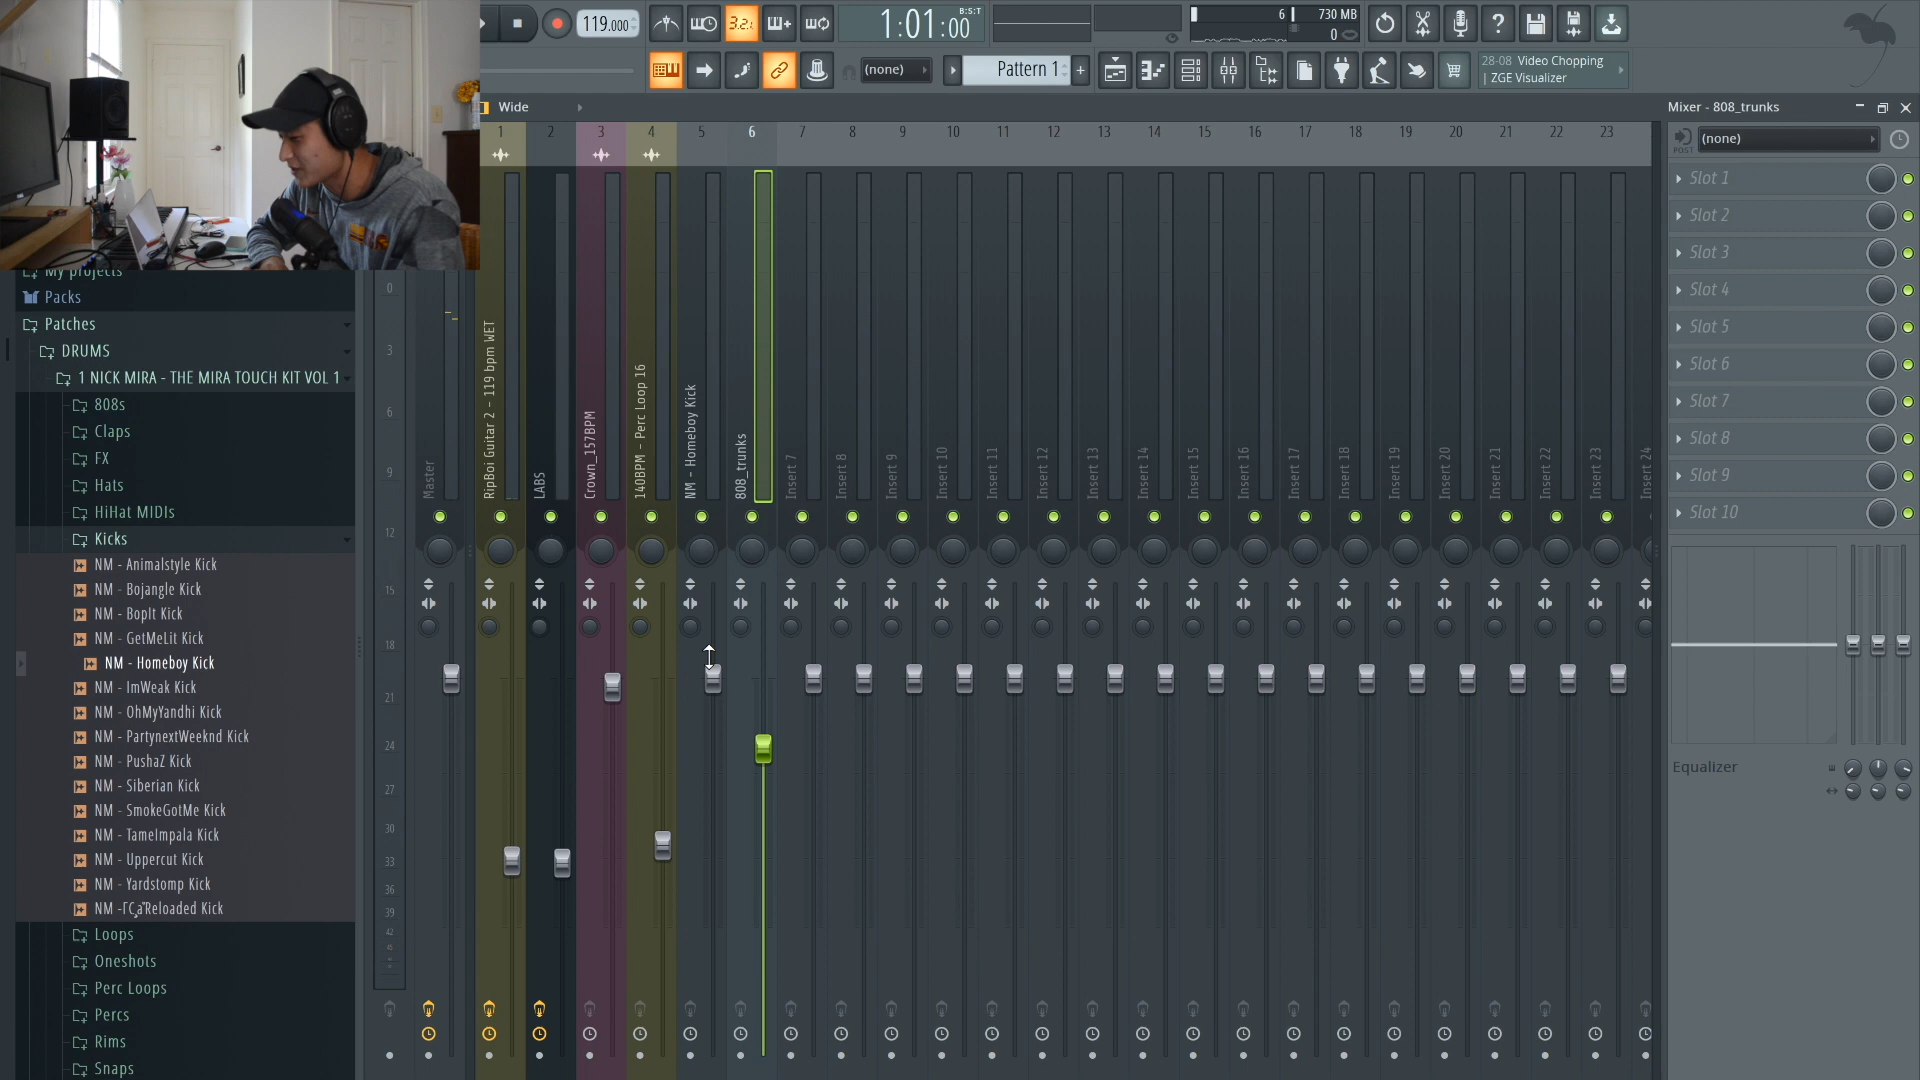 119.000
3.2.
1:01:00
B:S:T
6
730 MB
0
(none)
Pattern 1
28-08 Video Chopping
| ZGE Visualizer
Wide
Mixer - 808_trunks
1 2 3 4 5 6 7 8 9 10 11 12 13 14 15 16 17 18 19 20 21 22 23
POST
(none)
Slot 1
Slot 2
Slot 3
Slot 4
Slot 5
Slot 6
Slot 7
Slot 8
Slot 9
Slot 10
Equalizer
My projects
Packs
Patches
DRUMS
1 NICK MIRA - THE MIRA TOUCH KIT VOL 1
808s
Claps
FX
Hats
HiHat MIDIs
Kicks
NM - Animalstyle Kick
NM - Bojangle Kick
NM - BopIt Kick
NM - GetMeLit Kick
NM - Homeboy Kick
NM - ImWeak Kick
NM - OhMyYandhi Kick
NM - PartynextWeeknd Kick
NM - PushaZ Kick
NM - Siberian Kick
NM - SmokeGotMe Kick
NM - TameImpala Kick
NM - Uppercut Kick
NM - Yardstomp Kick
Reloaded Kick
Loops
Oneshots
Perc Loops
Percs
Rims
Snaps
0
3
6
9
12
15
18
21
24
27
30
33
36
39
42
Master
RipBoi Guitar 2 - 119 bpm WET
LABS
Crown_157BPM
140BPM - Perc Loop 16
NM - Homeboy Kick
808_trunks
Insert 7
Insert 8
Insert 9
Insert 10
Insert 11
Insert 12
Insert 13
Insert 14
Insert 15
Insert 16
Insert 17
Insert 18
Insert 19
Insert 20
Insert 21
Insert 22
Insert 23
Insert 24